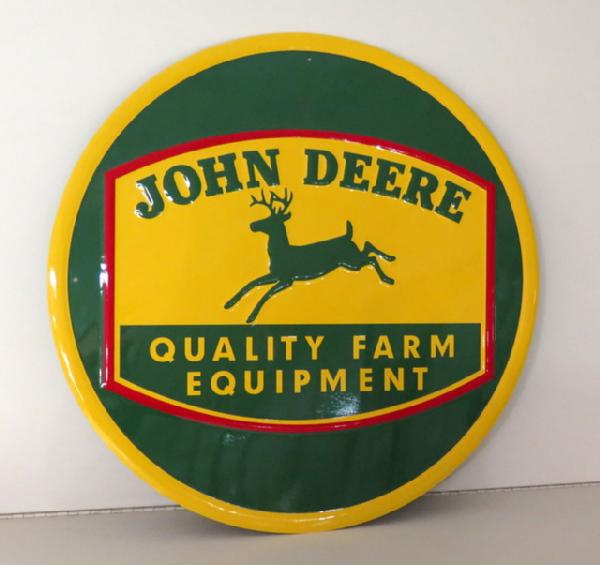 JOHN DEERE
QUALITY FARM
EQUIPMENT